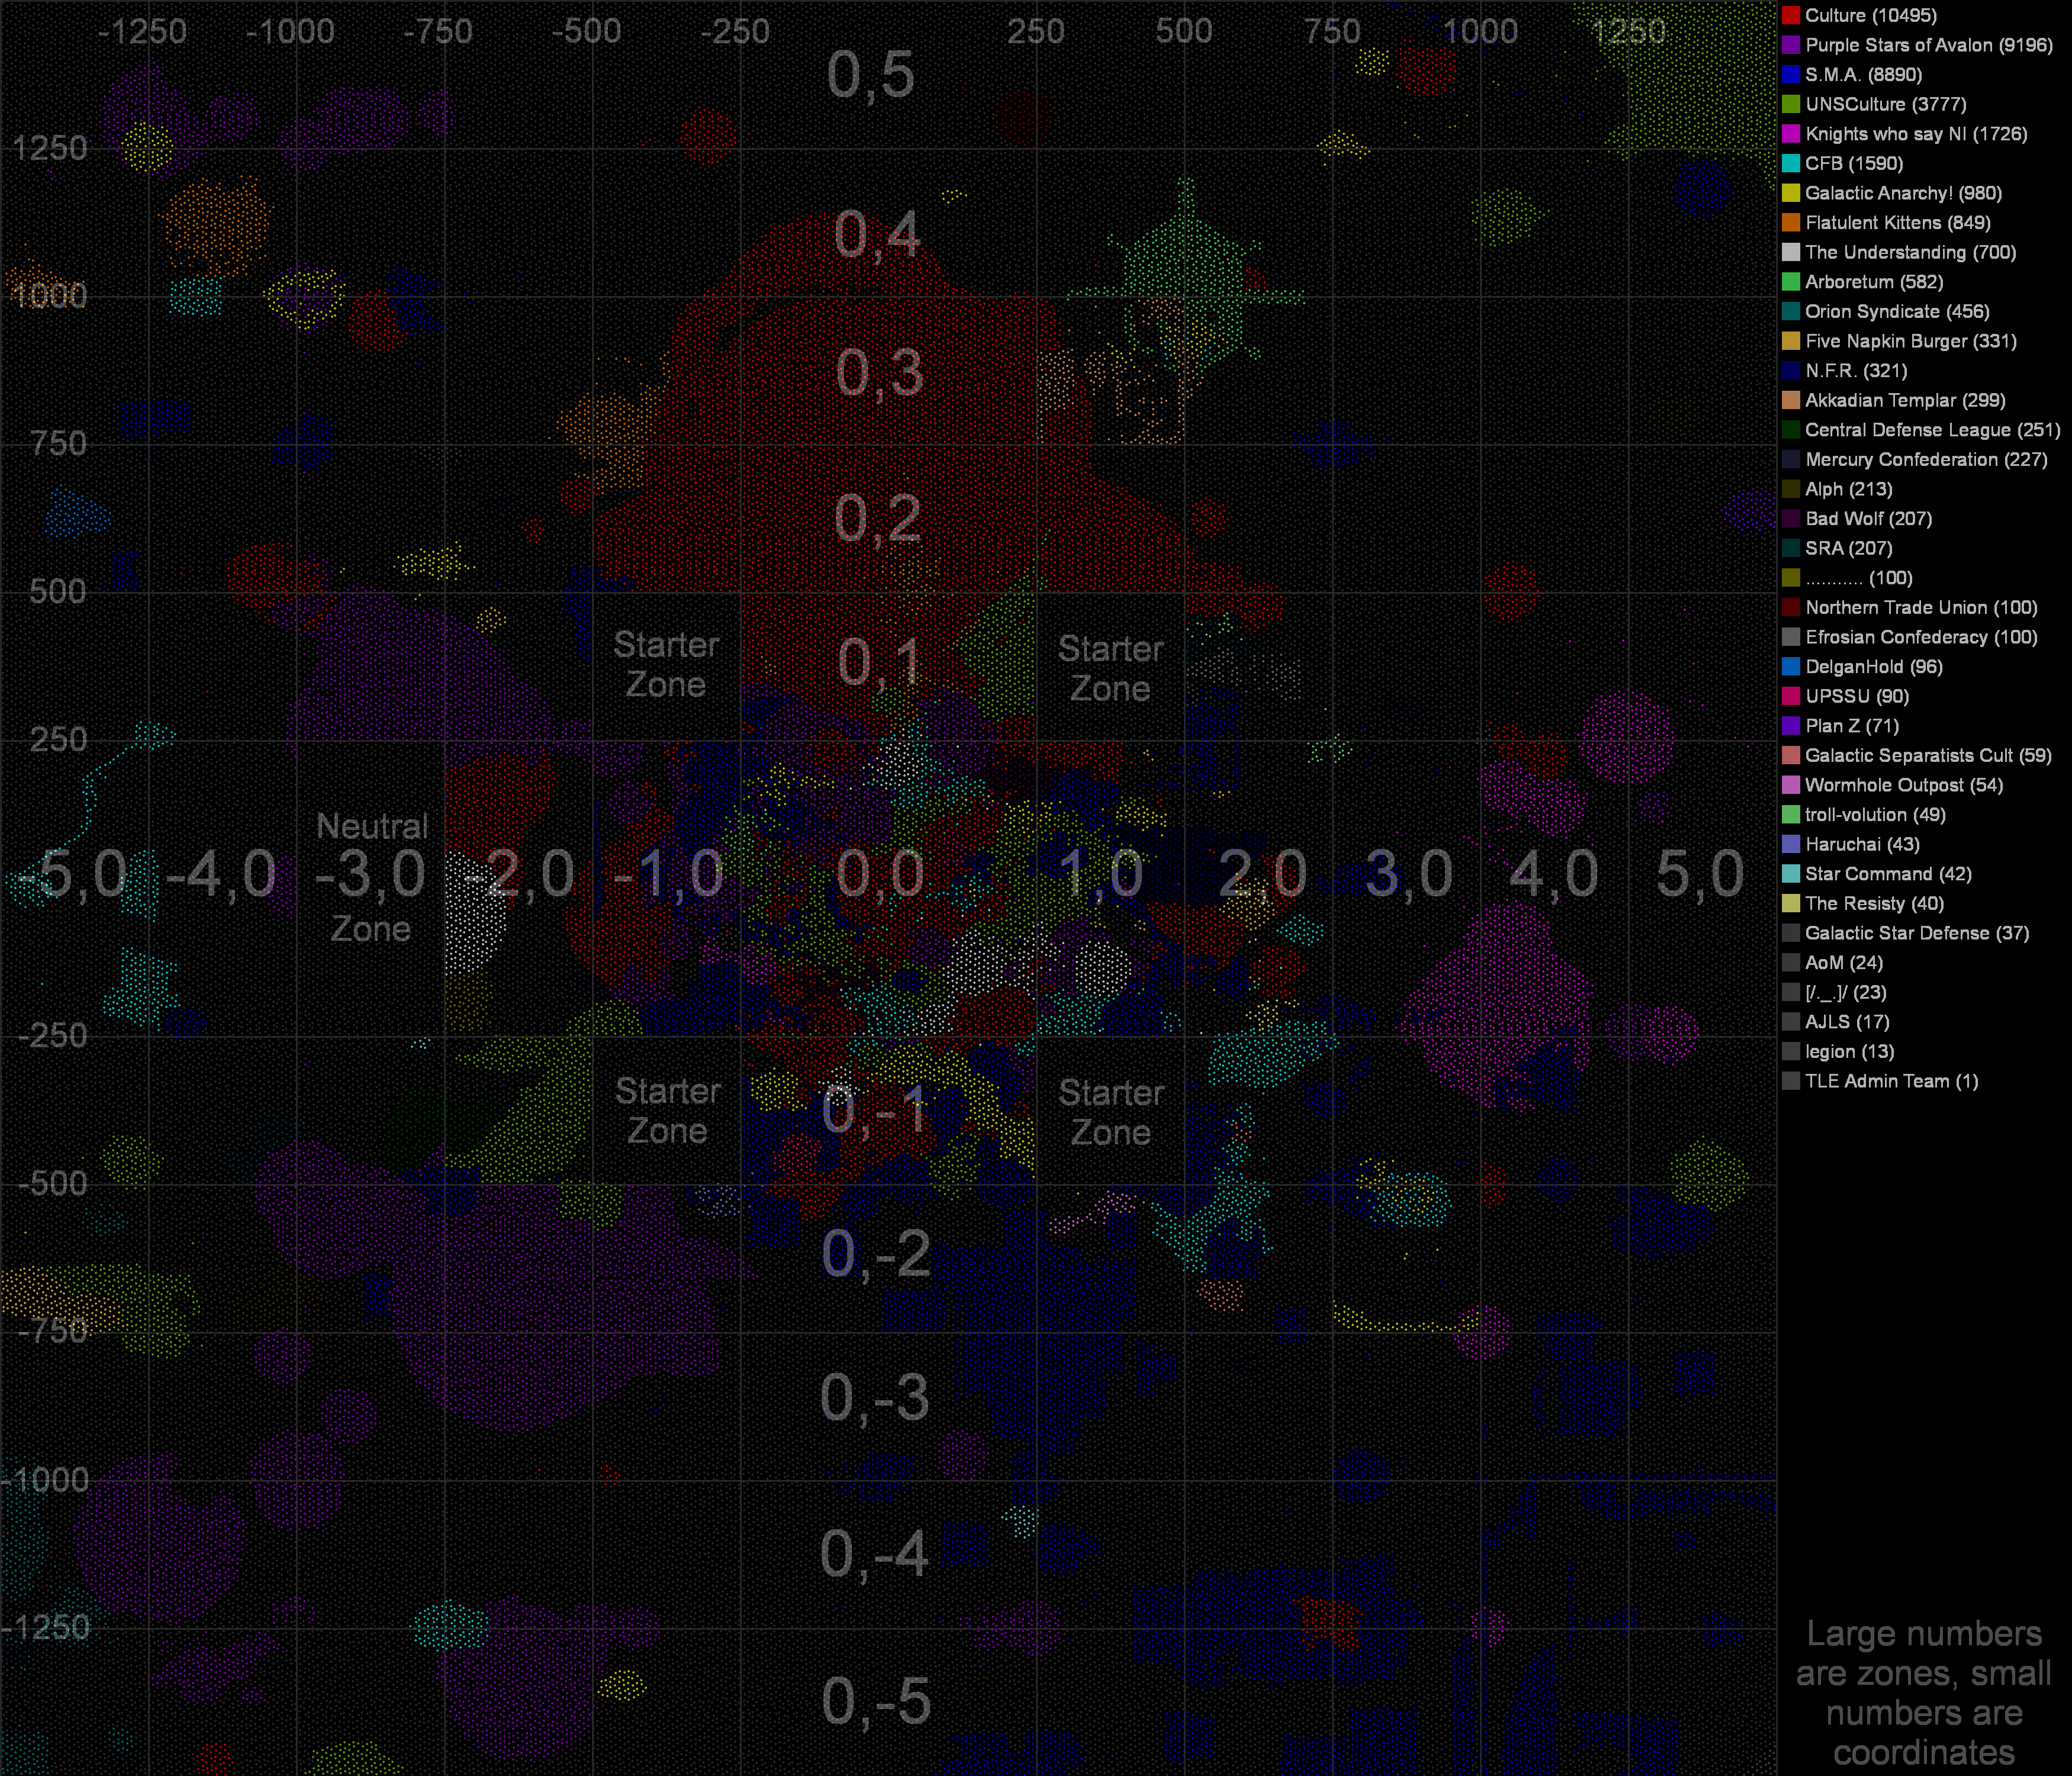 -1250 -1000 -750 -500 -250 250 500 750 1000 1250
0,5
1250
0,4
1000
0,3
750
0,2
500
Starter Zone
Starter Zone
0,1
250
Neutral Zone
-5,0 -4,0 -3,0 -2,0 -1,0 0,0 1,0 2,0 3,0 4,0 5,0
-250
Starter Zone
Starter Zone
0,-1
-500
0,-2
-750
0,-3
-1000
0,-4
-1250
0,-5
Culture (10495)
Purple Stars of Avalon (9196)
S.M.A. (8890)
UNSCulture (3777)
Knights who say NI (1726)
CFB (1590)
Galactic Anarchy! (980)
Flatulent Kittens (849)
The Understanding (700)
Arboretum (582)
Orion Syndicate (456)
Five Napkin Burger (331)
N.F.R. (321)
Akkadian Templar (299)
Central Defense League (251)
Mercury Confederation (227)
Alph (213)
Bad Wolf (207)
SRA (207)
........... (100)
Northern Trade Union (100)
Efrosian Confederacy (100)
DelganHold (96)
UPSSU (90)
Plan Z (71)
Galactic Separatists Cult (59)
Wormhole Outpost (54)
troll-volution (49)
Haruchai (43)
Star Command (42)
The Resisty (40)
Galactic Star Defense (37)
AoM (24)
[/._.]/ (23)
AJLS (17)
legion (13)
TLE Admin Team (1)
Large numbers
are zones, small
numbers are
coordinates